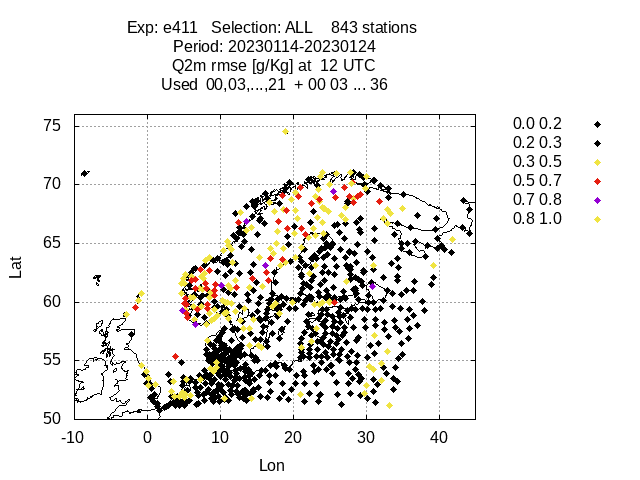 Exp: e411   Selection: ALL    843 stations
Period: 20230114-20230124
Q2m rmse [g/Kg] at  12 UTC
Used  00,03,...,21  + 00 03 ... 36
75
70
65
60
55
50
-10 0 10 20 30 40
Lat
Lon
0.0 0.2
0.2 0.3
0.3 0.5
0.5 0.7
0.7 0.8
0.8 1.0